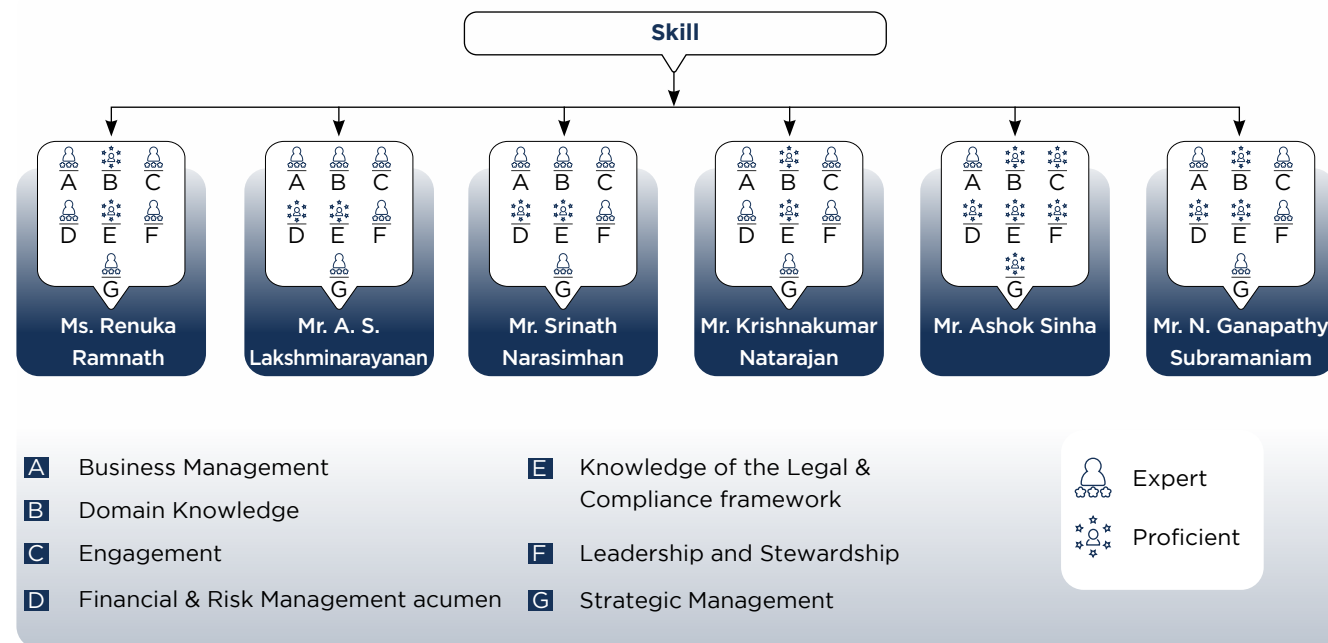 Skill
A B C
D E F
G
Ms. Renuka
Ramnath
A B C
D E F
G
Mr. A. S.
Lakshminarayanan
A B C
D E F
G
Mr. Srinath
Narasimhan
A B C
D E F
G
Mr. Krishnakumar
Natarajan
A B C
D E F
G
Mr. Ashok Sinha
A B C
D E F
G
Mr. N. Ganapathy
Subramaniam
A Business Management
B Domain Knowledge
C Engagement
D Financial & Risk Management acumen
E Knowledge of the Legal &
Compliance framework
F Leadership and Stewardship
G Strategic Management
Expert
Proficient